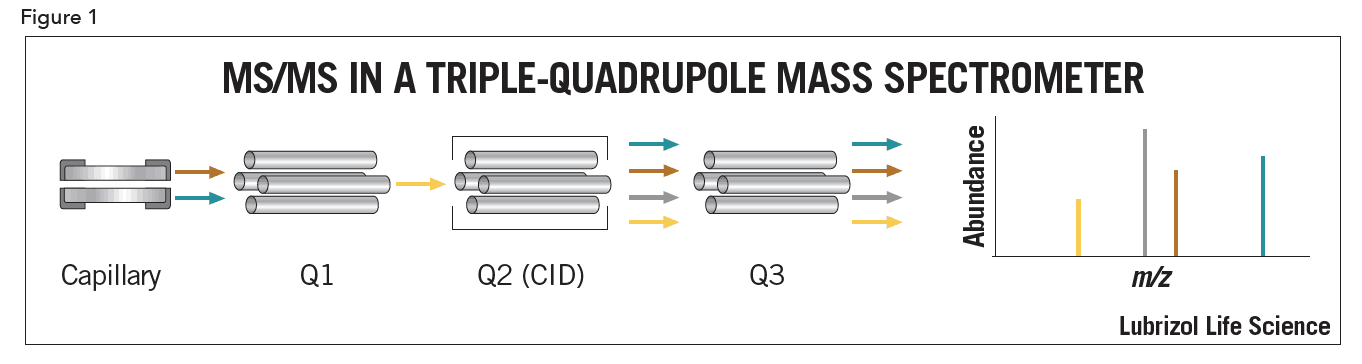 Figure 1
MS/MS IN A TRIPLE-QUADRUPOLE MASS SPECTROMETER
Capillary
Q1
Q2 (CID)
Q3
Abundance
m/z
Lubrizol Life Science